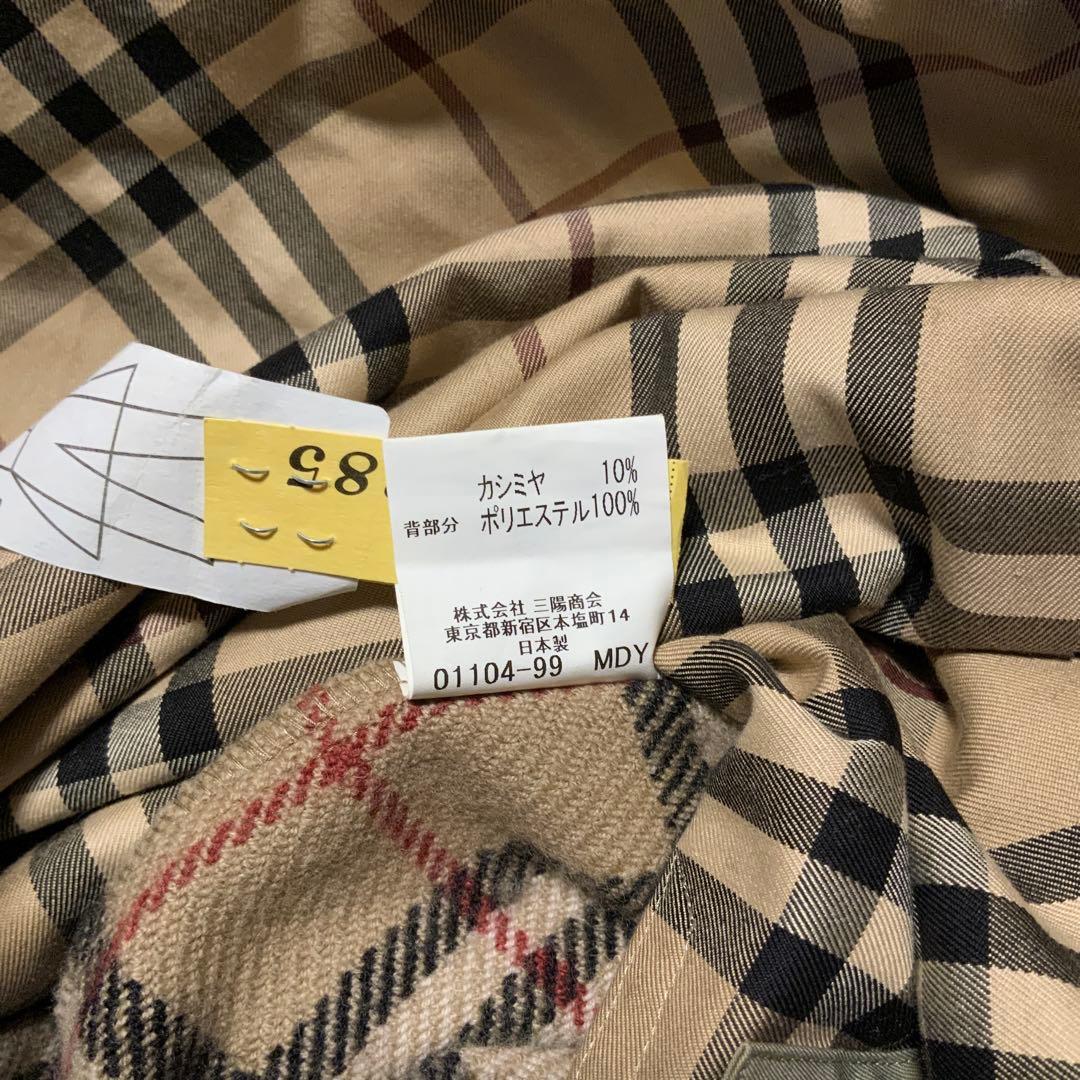 カシミヤ 10%
背部分 ポリエステル100%
株式会社 三陽商会
東京都新宿区本塩町14
日本製
01104-99 MDY
85